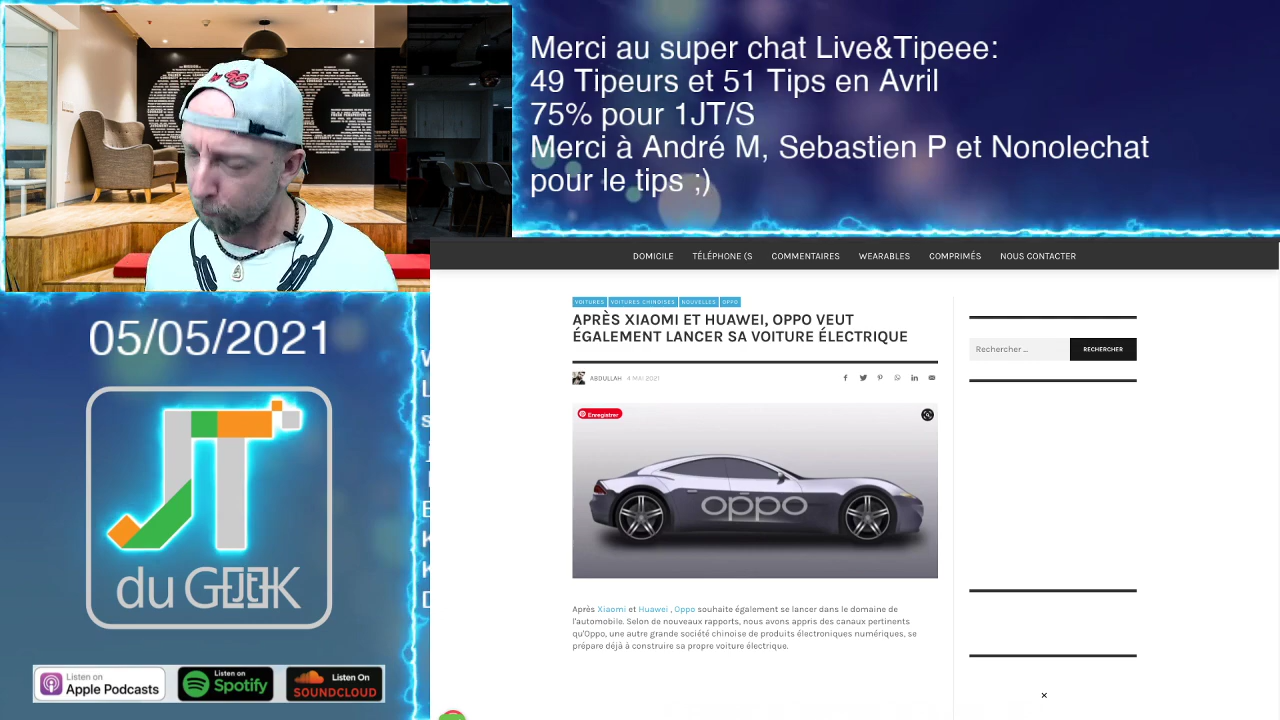 Merci au super chat Live&Tipeee:
49 Tipeurs et 51 Tips en Avril
75% pour 1JT/S
Merci à André M, Sebastien P et Nonolechat
pour le tips ;)
05/05/2021
JT
du GEEK
Listen on
Apple Podcasts
Listen on
Spotify
Listen On
SOUNDCLOUD
DOMICILE TÉLÉPHONE (S COMMENTAIRES WEARABLES COMPRIMÉS NOUS CONTACTER
VOITURES VOITURES CHINOISES NOUVELLES OPPO
APRÈS XIAOMI ET HUAWEI, OPPO VEUT
ÉGALEMENT LANCER SA VOITURE ÉLECTRIQUE
ABDULLAH 4 MAI 2021
Enregistrer
oppo
Après Xiaomi et Huawei , Oppo souhaite également se lancer dans le domaine de
l'automobile. Selon de nouveaux rapports, nous avons appris des canaux pertinents
qu'Oppo, une autre grande société chinoise de produits électroniques numériques, se
prépare déjà à construire sa propre voiture électrique.
Rechercher ... RECHERCHER